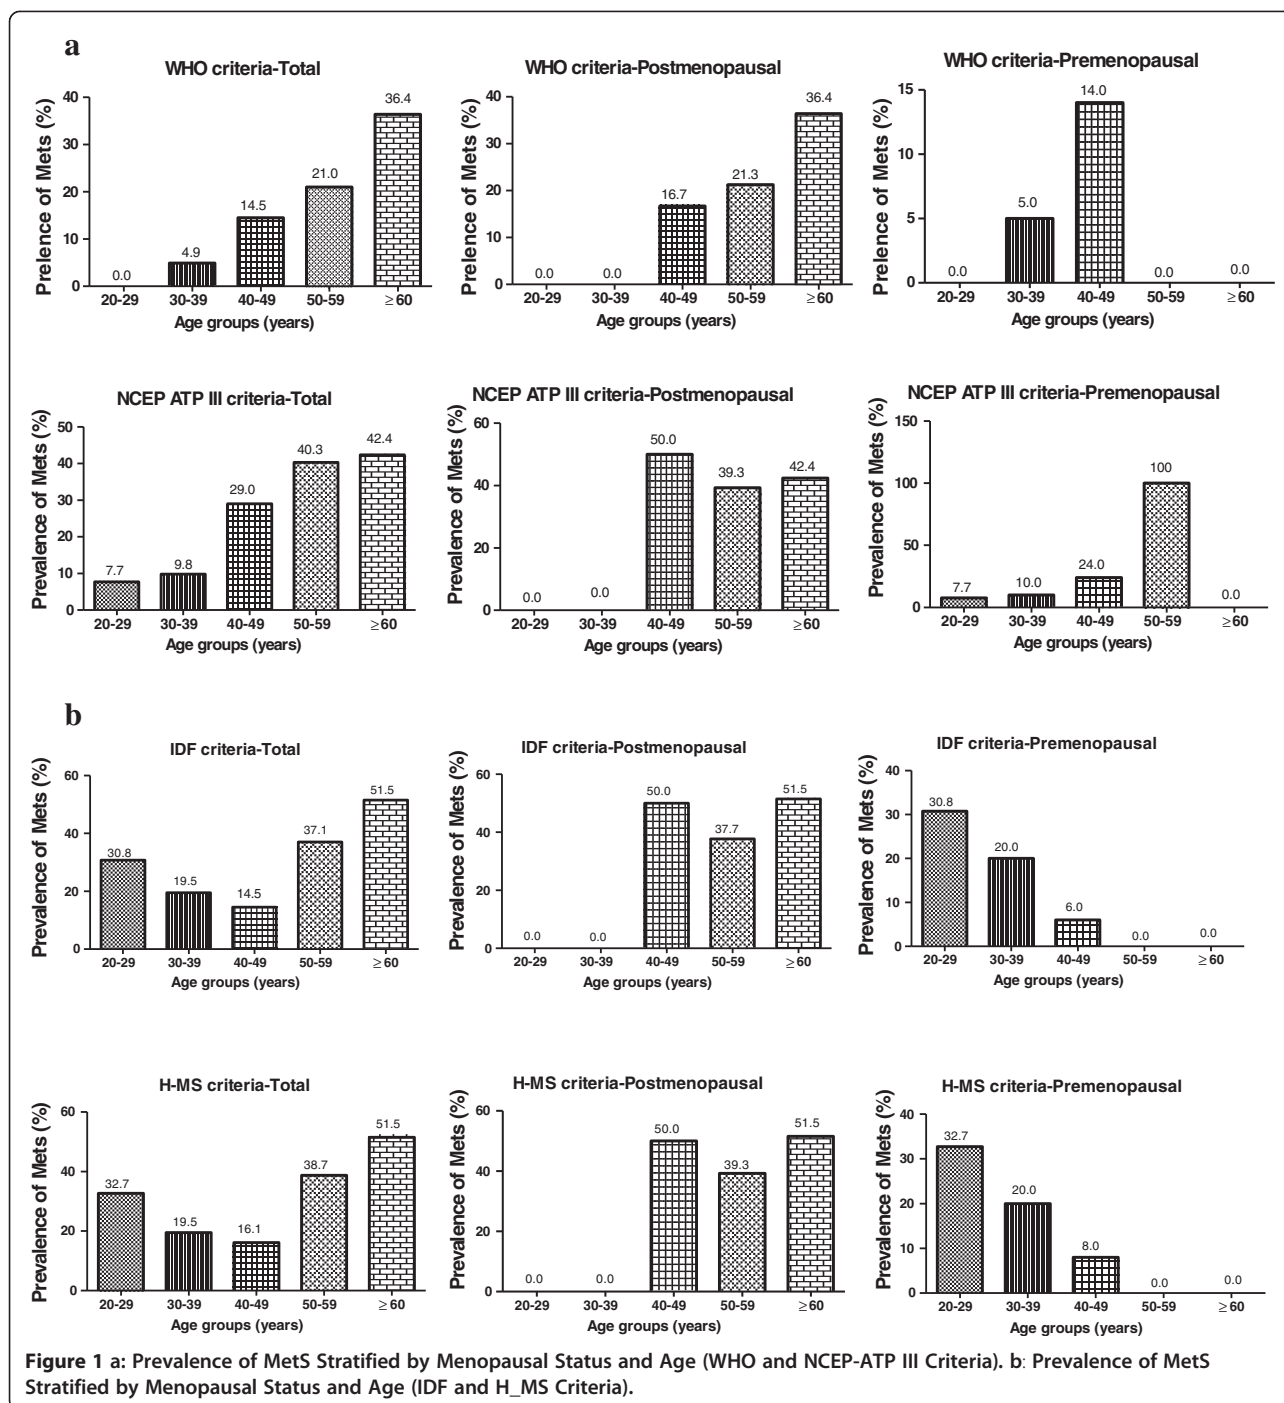 a
WHO criteria-Total
Prelence of Mets (%)
40
30
20
10
0
0.0
4.9
14.5
21.0
36.4
20-29 30-39 40-49 50-59 ≥60
Age groups (years)
WHO criteria-Postmenopausal
Prelence of Mets (%)
40
30
20
10
0
0.0
0.0
16.7
21.3
36.4
20-29 30-39 40-49 50-59 ≥60
Age groups (years)
WHO criteria-Premenopausal
Prelence of Mets (%)
15
10
5
0
0.0
5.0
14.0
0.0
0.0
20-29 30-39 40-49 50-59 ≥60
Age groups (years)
NCEP ATP III criteria-Total
Prevalence of Mets (%)
50
40
30
20
10
0
7.7
9.8
29.0
40.3
42.4
20-29 30-39 40-49 50-59 ≥60
Age groups (years)
NCEP ATP III criteria-Postmenopausal
Prevalence of Mets (%)
60
40
20
0
0.0
0.0
50.0
39.3
42.4
20-29 30-39 40-49 50-59 ≥60
Age groups (years)
NCEP ATP III criteria-Premenopausal
Prevalence of Mets (%)
150
100
50
0
7.7
10.0
24.0
100
0.0
20-29 30-39 40-49 50-59 ≥60
Age groups (years)
b
IDF criteria-Total
Prevalence of Mets (%)
60
40
20
0
30.8
19.5
14.5
37.1
51.5
20-29 30-39 40-49 50-59 ≥60
Age groups (years)
IDF criteria-Postmenopausal
Prevalence of Mets (%)
60
40
20
0
0.0
0.0
50.0
37.7
51.5
20-29 30-39 40-49 50-59 ≥60
Age groups (years)
IDF criteria-Premenopausal
Prevalence of Mets (%)
40
30
20
10
0
30.8
20.0
6.0
0.0
0.0
20-29 30-39 40-49 50-59 ≥60
Age groups (years)
H-MS criteria-Total
Prevalence of Mets (%)
60
40
20
0
32.7
19.5
16.1
38.7
51.5
20-29 30-39 40-49 50-59 ≥60
Age groups (years)
H-MS criteria-Postmenopausal
Prevalence of Mets (%)
60
40
20
0
0.0
0.0
50.0
39.3
51.5
20-29 30-39 40-49 50-59 ≥60
Age groups (years)
H-MS criteria-Premenopausal
Prevalence of Mets (%)
40
30
20
10
0
32.7
20.0
8.0
0.0
0.0
20-29 30-39 40-49 50-59 ≥60
Age groups (years)
Figure 1 a: Prevalence of MetS Stratified by Menopausal Status and Age (WHO and NCEP-ATP III Criteria). b: Prevalence of MetS
Stratified by Menopausal Status and Age (IDF and H_MS Criteria).